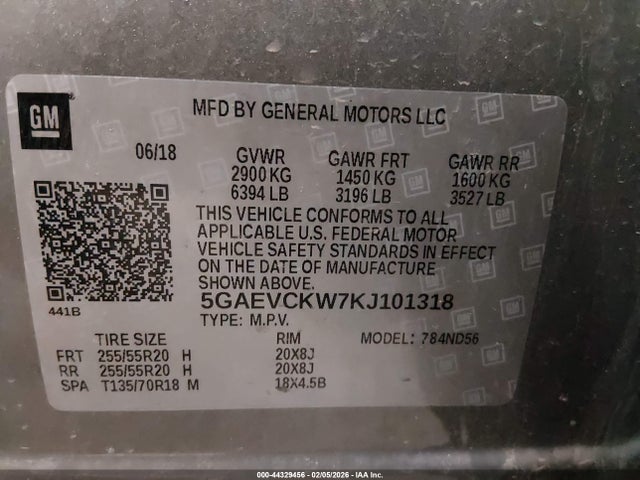 GM
MFD BY GENERAL MOTORS LLC
06/18 GVWR GAWR FRT GAWR RR
2900 KG 1450 KG 1600 KG
6394 LB 3196 LB 3527 LB
THIS VEHICLE CONFORMS TO ALL
APPLICABLE U.S. FEDERAL MOTOR
VEHICLE SAFETY STANDARDS IN EFFECT
ON THE DATE OF MANUFACTURE
SHOWN ABOVE.
441B 5GAEVCKW7KJ101318
TYPE: M.P.V. MODEL: 784ND56
TIRE SIZE RIM
FRT 255/55R20 H 20X8J
RR 255/55R20 H 20X8J
SPA T135/70R18 M 18X4.5B
000-44329456 | 02/05/2026 | IAA Inc.